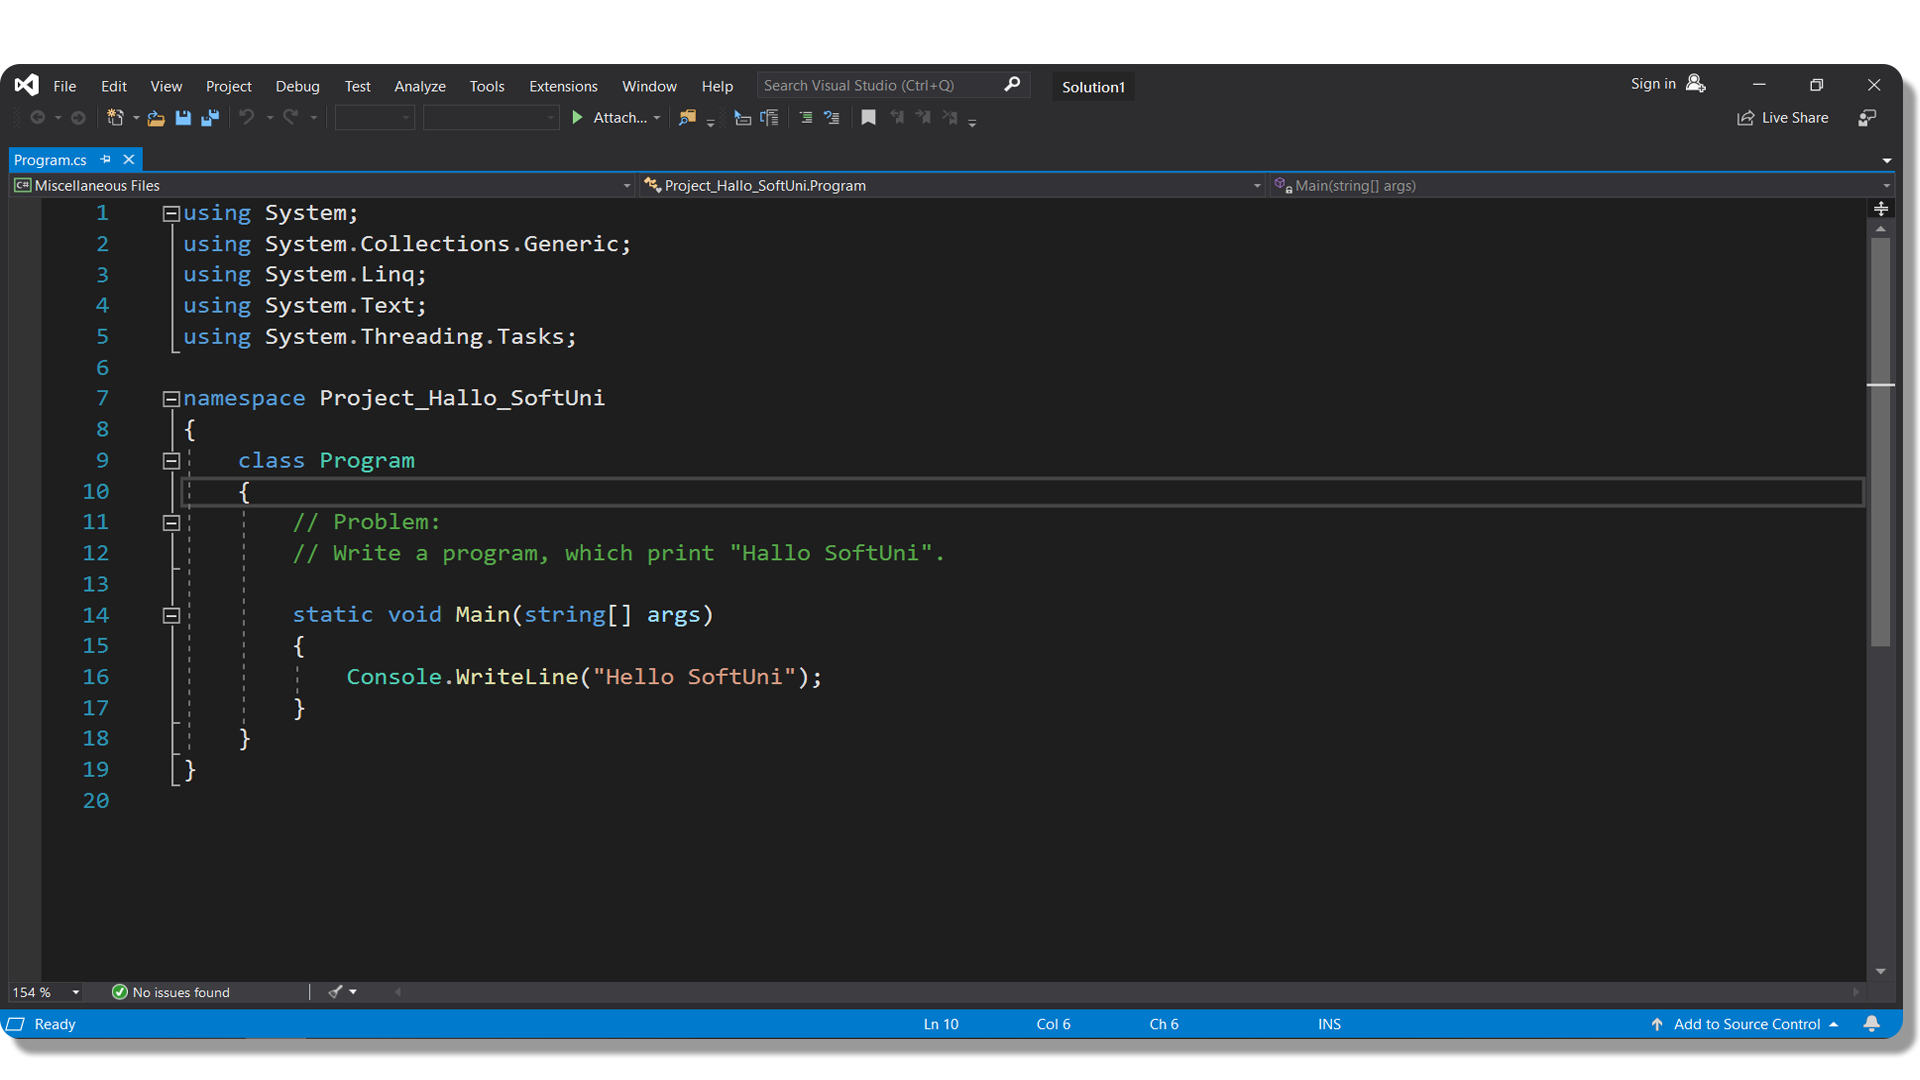 File Edit View Project Debug Test Analyze Tools Extensions Window Help Search Visual Studio (Ctrl+Q) Solution1 Sign in
Attach... Live Share
Program.cs
C# Miscellaneous Files Project_Hallo_SoftUni.Program Main(string[] args)
1 using System;
2 using System.Collections.Generic;
3 using System.Linq;
4 using System.Text;
5 using System.Threading.Tasks;
6
7 namespace Project_Hallo_SoftUni
8 {
9 class Program
10 {
11 // Problem:
12 // Write a program, which print "Hallo SoftUni".
13
14 static void Main(string[] args)
15 {
16 Console.WriteLine("Hello SoftUni");
17 }
18 }
19 }
20
154 % No issues found
Ready Ln 10 Col 6 Ch 6 INS Add to Source Control